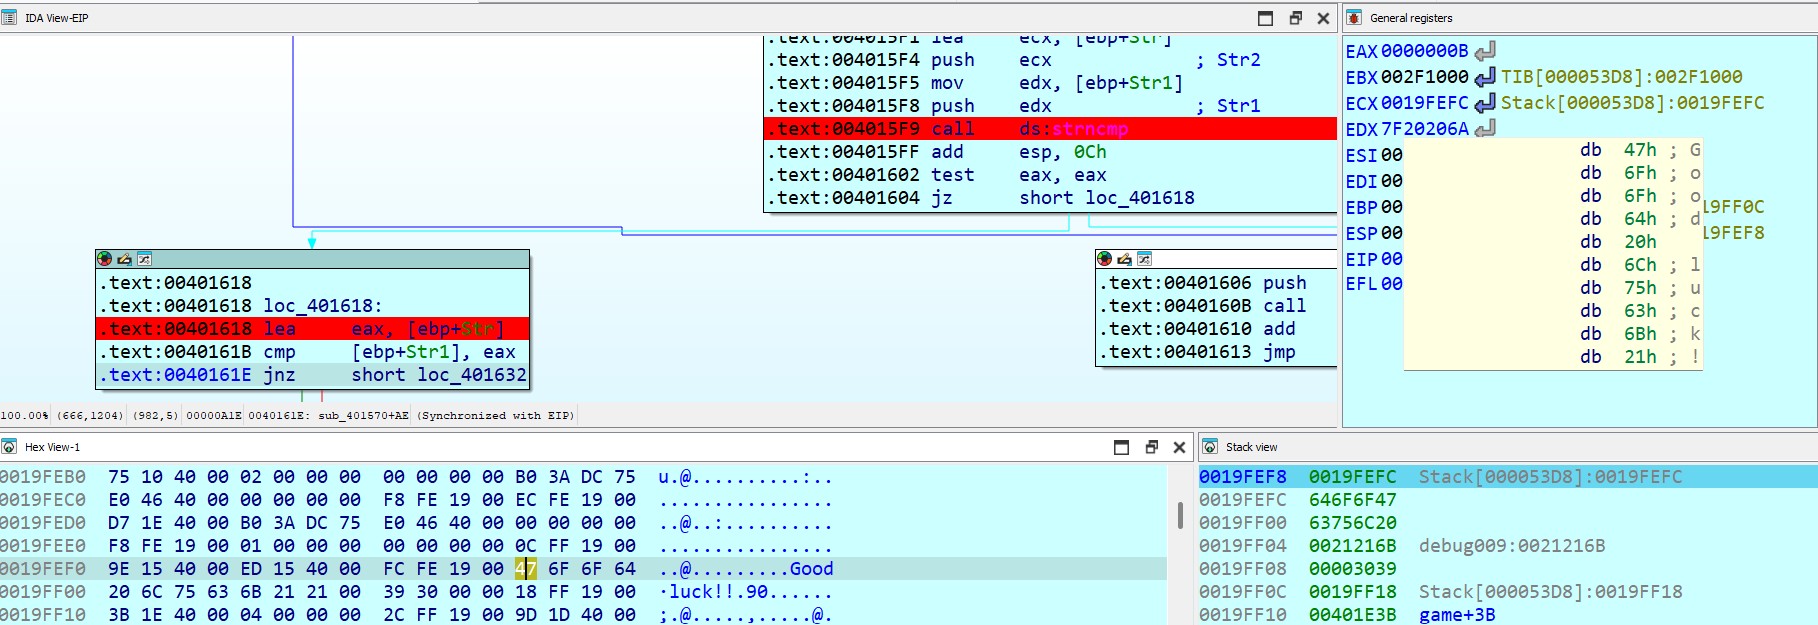 IDA View-EIP
General registers
.text:004015F1 lea ecx, [ebp+Str]
.text:004015F4 push ecx ; Str2
.text:004015F5 mov edx, [ebp+Str1]
.text:004015F8 push edx ; Str1
.text:004015F9 call ds:strncmp
.text:004015FF add esp, 0Ch
.text:00401602 test eax, eax
.text:00401604 jz short loc_401618
.text:00401618
.text:00401618 loc_401618:
.text:00401618 lea eax, [ebp+Str]
.text:0040161B cmp [ebp+Str1], eax
.text:0040161E jnz short loc_401632
.text:00401606 push
.text:0040160B call
.text:00401610 add
.text:00401613 jmp
100.00% (666,1204) (982,5) 00000A1E 0040161E: sub_401570+AE (Synchronized with EIP)
EAX 0000000B
EBX 002F1000 TIB[000053D8]:002F1000
ECX 0019FEFC Stack[000053D8]:0019FEFC
EDX 7F20206A
ESI 00
EDI 00
EBP 00 19FF0C
ESP 00 19FEF8
EIP 00
EFL 00
db 47h ; G
db 6Fh ; o
db 6Fh ; o
db 64h ; d
db 20h
db 6Ch ; l
db 75h ; u
db 63h ; c
db 6Bh ; k
db 21h ; !
Hex View-1
0019FEB0 75 10 40 00 02 00 00 00 00 00 00 00 B0 3A DC 75 u.@..........:..
0019FEC0 E0 46 40 00 00 00 00 00 F8 FE 19 00 EC FE 19 00 ................
0019FED0 D7 1E 40 00 B0 3A DC 75 E0 46 40 00 00 00 00 00 ..@..:..........
0019FEE0 F8 FE 19 00 01 00 00 00 00 00 00 00 0C FF 19 00 ................
0019FEF0 9E 15 40 00 ED 15 40 00 FC FE 19 00 47 6F 6F 64 ..@.........Good
0019FF00 20 6C 75 63 6B 21 21 00 39 30 00 00 18 FF 19 00 ·luck!!.90......
0019FF10 3B 1E 40 00 04 00 00 00 2C FF 19 00 9D 1D 40 00 ;.@.....,.....@.
Stack view
0019FEF8 0019FEFC Stack[000053D8]:0019FEFC
0019FEFC 646F6F47
0019FF00 63756C20
0019FF04 0021216B debug009:0021216B
0019FF08 00003039
0019FF0C 0019FF18 Stack[000053D8]:0019FF18
0019FF10 00401E3B game+3B